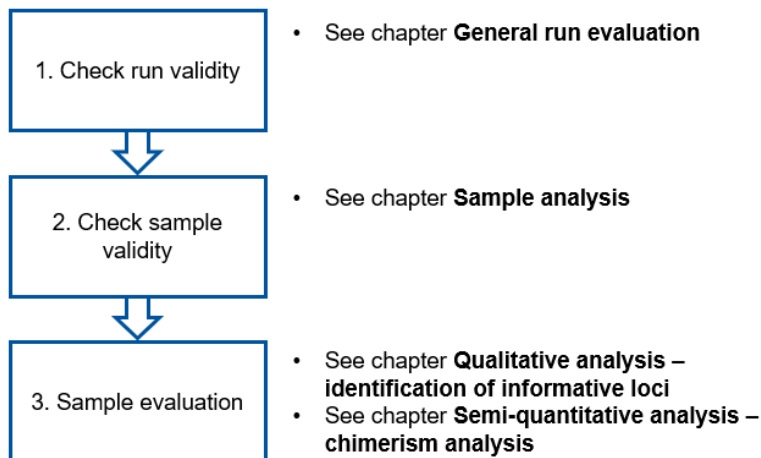 1. Check run validity
• See chapter General run evaluation
2. Check sample
validity
• See chapter Sample analysis
3. Sample evaluation
• See chapter Qualitative analysis –
identification of informative loci
• See chapter Semi-quantitative analysis –
chimerism analysis